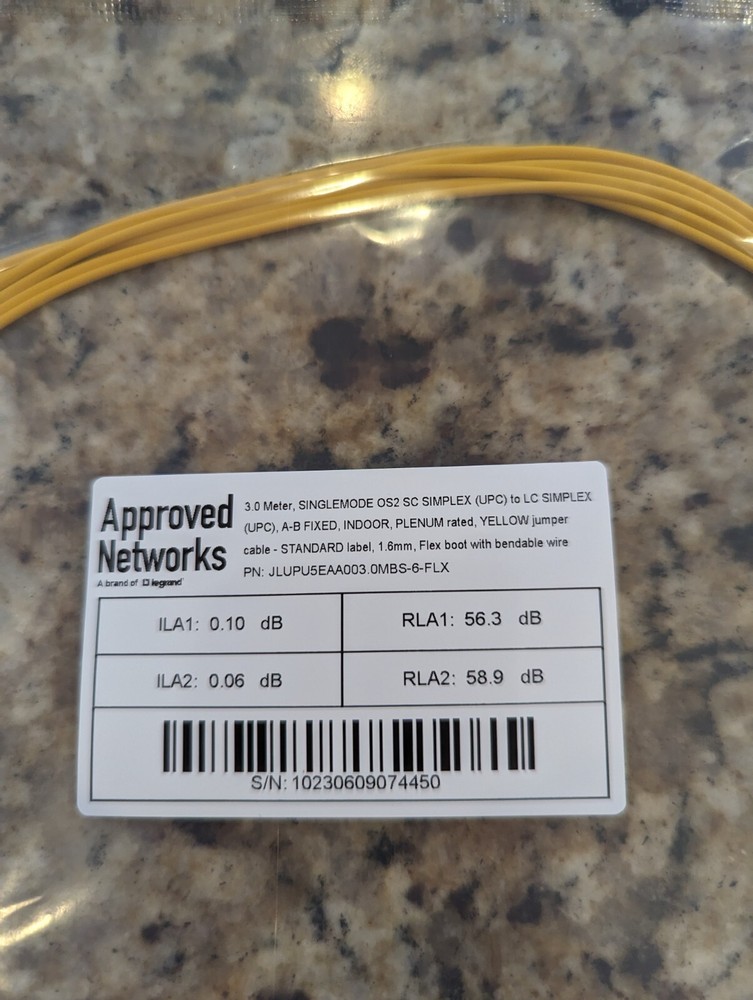 Approved
Networks
A brand of legrand
3.0 Meter, SINGLEMODE OS2 SC SIMPLEX (UPC) to LC SIMPLEX
(UPC), A-B FIXED, INDOOR, PLENUM rated, YELLOW jumper
cable - STANDARD label, 1.6mm, Flex boot with bendable wire
PN: JLUPU5EAA003.0MBS-6-FLX
ILA1: 0.10 dB
RLA1: 56.3 dB
ILA2: 0.06 dB
RLA2: 58.9 dB
S/N: 10230609074450